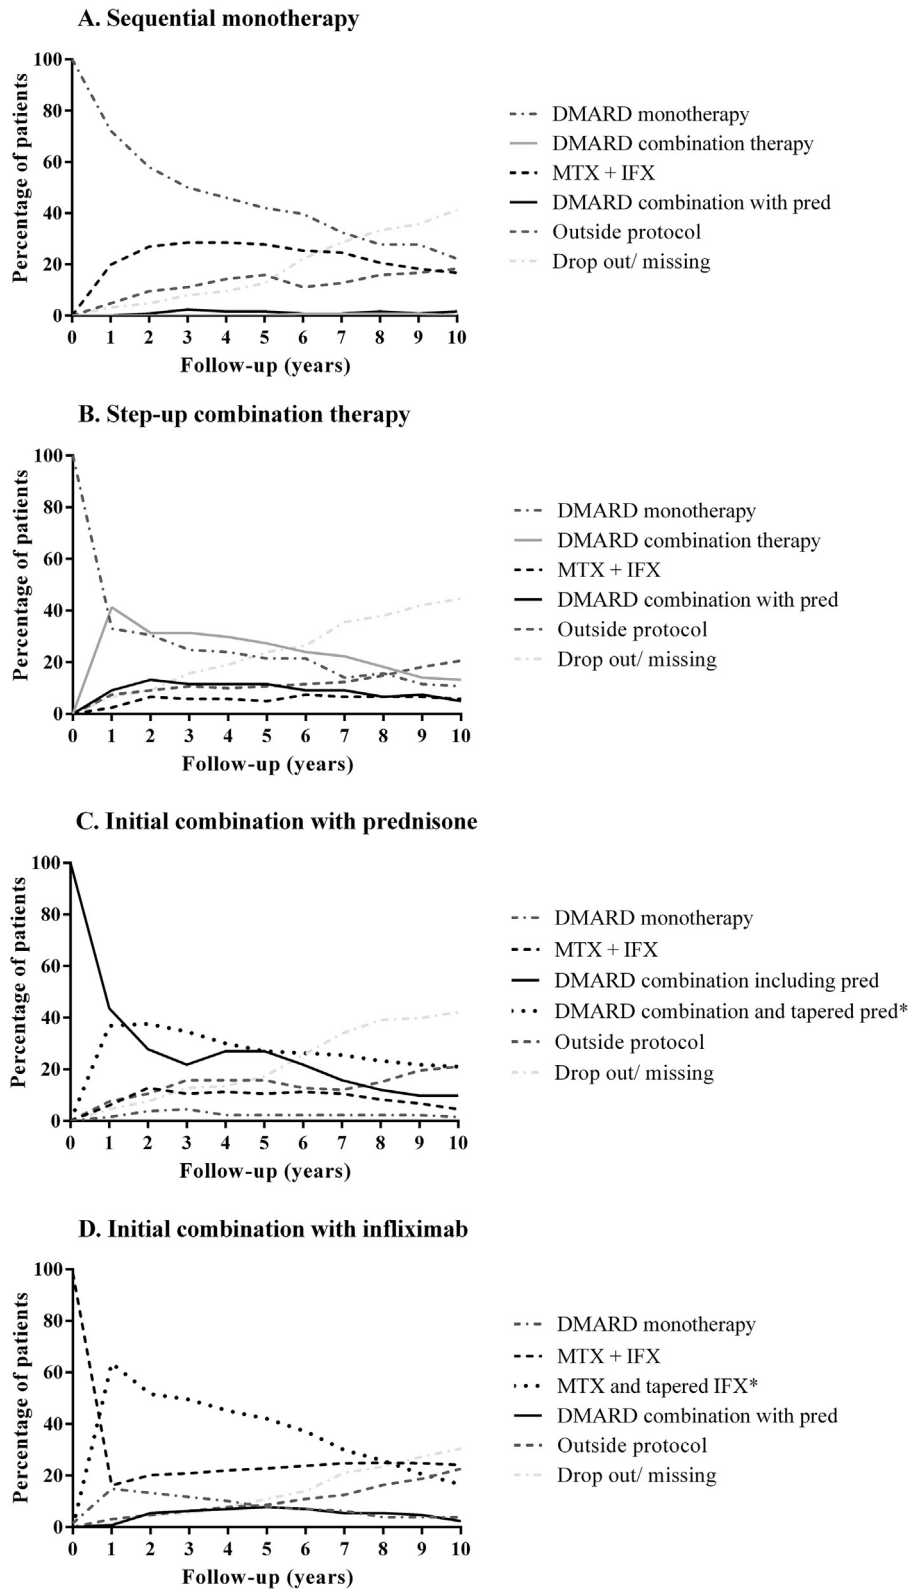 A. Sequential monotherapy
Percentage of patients
100
80
60
40
20
0
0 1 2 3 4 5 6 7 8 9 10
Follow-up (years)
DMARD monotherapy
DMARD combination therapy
MTX + IFX
DMARD combination with pred
Outside protocol
Drop out/ missing
B. Step-up combination therapy
Percentage of patients
100
80
60
40
20
0
0 1 2 3 4 5 6 7 8 9 10
Follow-up (years)
DMARD monotherapy
DMARD combination therapy
MTX + IFX
DMARD combination with pred
Outside protocol
Drop out/ missing
C. Initial combination with prednisone
Percentage of patients
100
80
60
40
20
0
0 1 2 3 4 5 6 7 8 9 10
Follow-up (years)
DMARD monotherapy
MTX + IFX
DMARD combination including pred
DMARD combination and tapered pred*
Outside protocol
Drop out/ missing
D. Initial combination with infliximab
Percentage of patients
100
80
60
40
20
0
0 1 2 3 4 5 6 7 8 9 10
Follow-up (years)
DMARD monotherapy
MTX + IFX
MTX and tapered IFX*
DMARD combination with pred
Outside protocol
Drop out/ missing